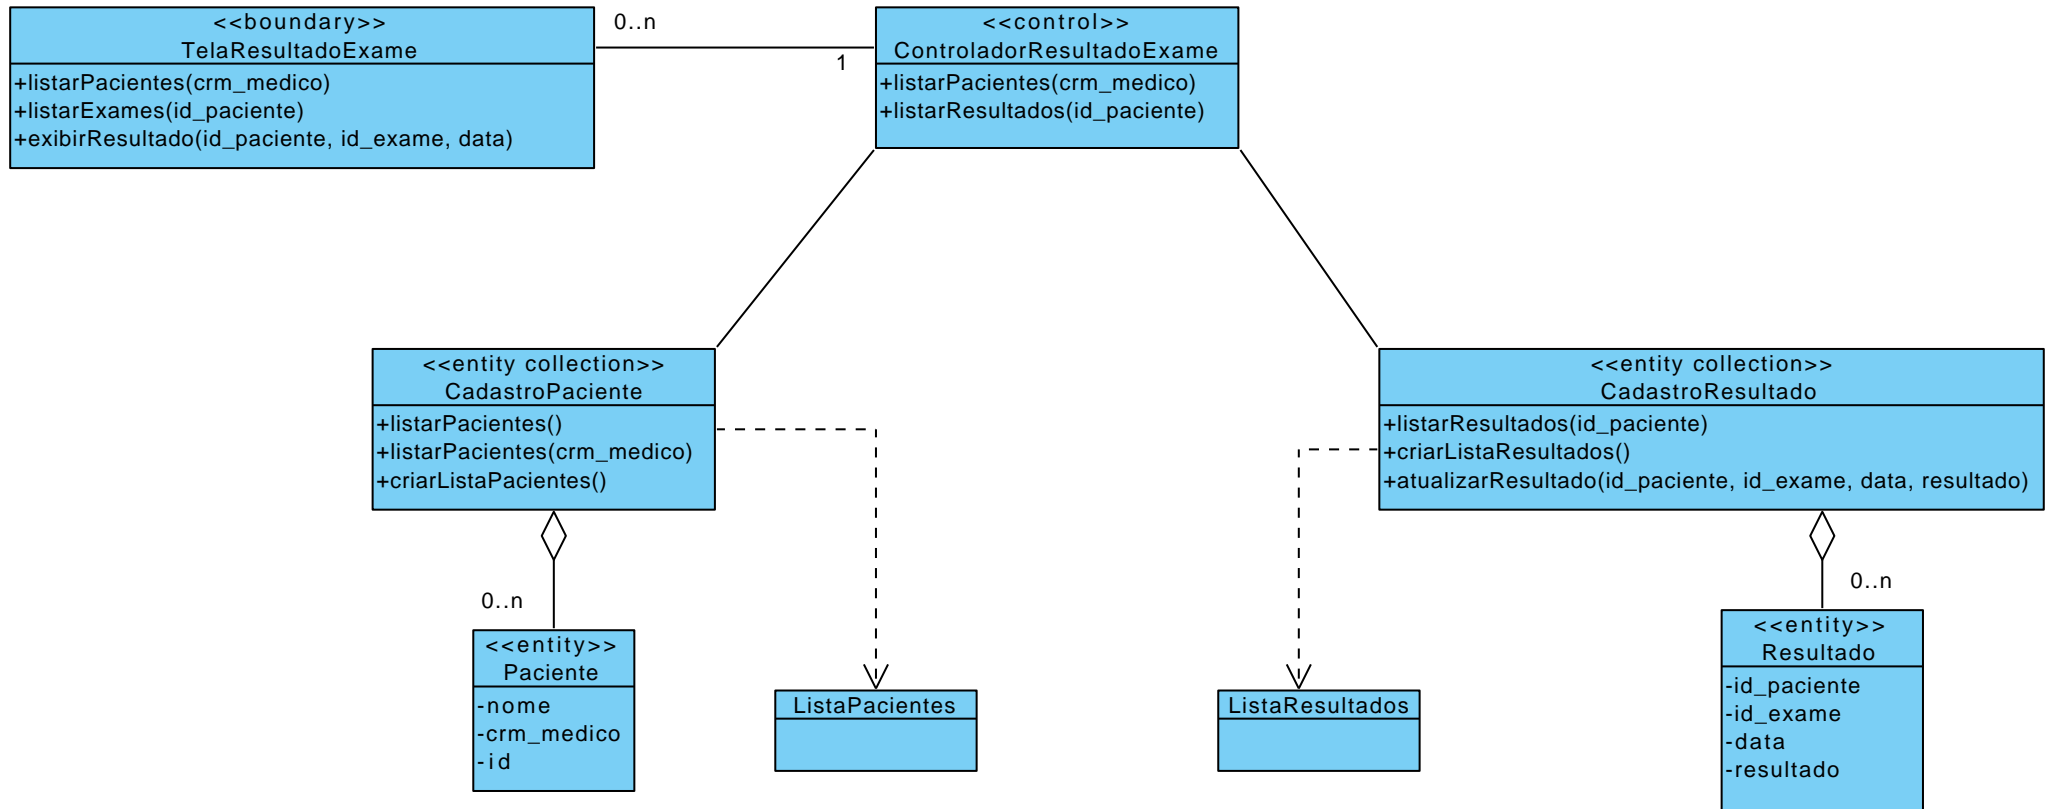 <<boundary>>
TelaResultadoExame
+listarPacientes(crm_medico)
+listarExames(id_paciente)
+exibirResultado(id_paciente, id_exame, data)
0..n
1
<<control>>
ControladorResultadoExame
+listarPacientes(crm_medico)
+listarResultados(id_paciente)
<<entity collection>>
CadastroPaciente
+listarPacientes()
+listarPacientes(crm_medico)
+criarListaPacientes()
<<entity collection>>
CadastroResultado
+listarResultados(id_paciente)
+criarListaResultados()
+atualizarResultado(id_paciente, id_exame, data, resultado)
0..n
<<entity>>
Paciente
-nome
-crm_medico
-id
ListaPacientes
ListaResultados
0..n
<<entity>>
Resultado
-id_paciente
-id_exame
-data
-resultado